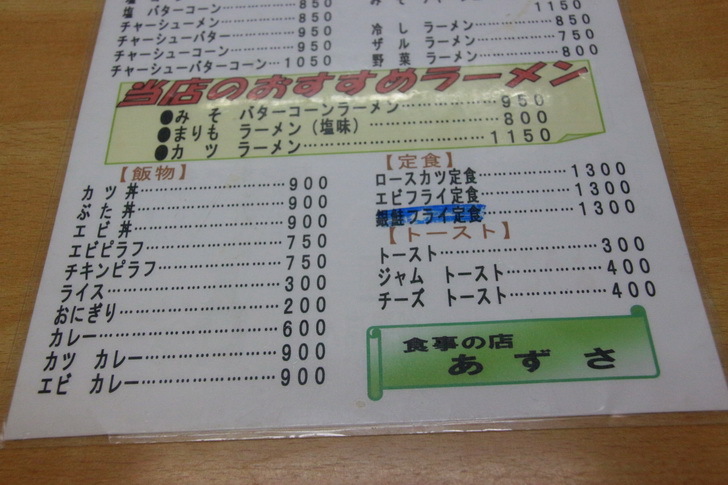 塩 バターコーン…………850
チャーシューメン…………850
チャーシューバター…………950
チャーシューコーン…………950
チャーシューバターコーン…1050
1150
冷し ラーメン…………850
ザル ラーメン…………750
野菜 ラーメン…………800
当店のおすすめラーメン
●みそ バターコーンラーメン…………950
●まりも ラーメン(塩味)…………800
●カツ ラーメン…………1150
【飯物】
カツ丼…………900
ぶた丼…………900
エビ丼…………900
エビピラフ…………750
チキンピラフ…………750
ライス…………300
おにぎり…………200
カレー…………600
カツ カレー…………900
エビ カレー…………900
【定食】
ロースカツ定食…………1300
エビフライ定食…………1300
銀鮭フライ定食…………1300
【トースト】
トースト…………300
ジャム トースト…………400
チーズ トースト…………400
食事の店
あずさ